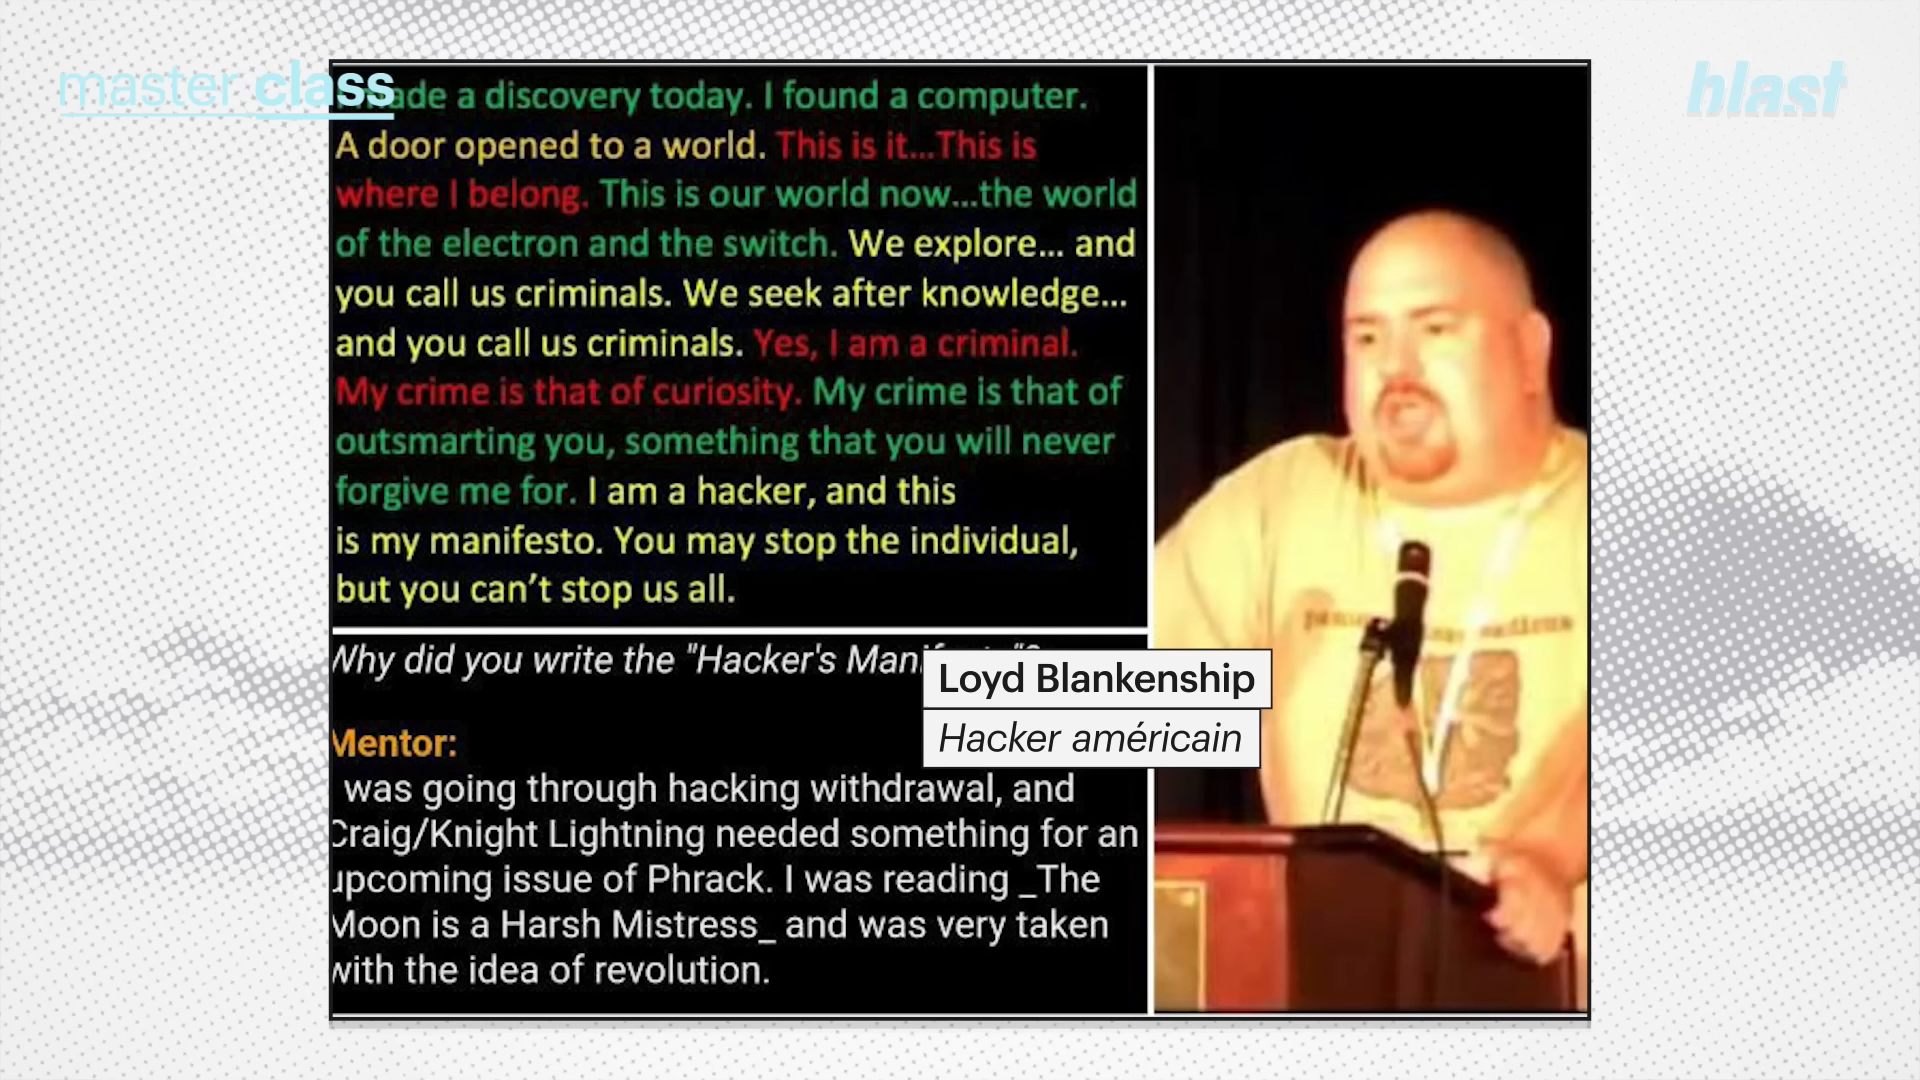 master class
blast
ade a discovery today. I found a computer.
A door opened to a world. This is it...This is
where I belong. This is our world now...the world
of the electron and the switch. We explore... and
you call us criminals. We seek after knowledge...
and you call us criminals. Yes, I am a criminal.
My crime is that of curiosity. My crime is that of
outsmarting you, something that you will never
forgive me for. I am a hacker, and this
is my manifesto. You may stop the individual,
but you can't stop us all.
Why did you write the "Hacker's
Loyd Blankenship
Hacker américain
Mentor:
was going through hacking withdrawal, and
Craig/Knight Lightning needed something for an
upcoming issue of Phrack. I was reading _The
Moon is a Harsh Mistress_ and was very taken
with the idea of revolution.